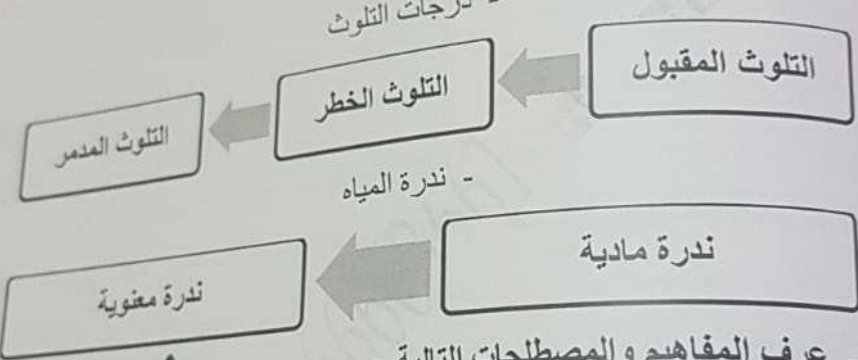 - درجات التلوث
التلوث المقبول
التلوث الخطر
التلوث المدمر
- ندرة المياه
ندرة مادية
ندرة معنوية
عرف المفاهيم و المصطلحات التالية